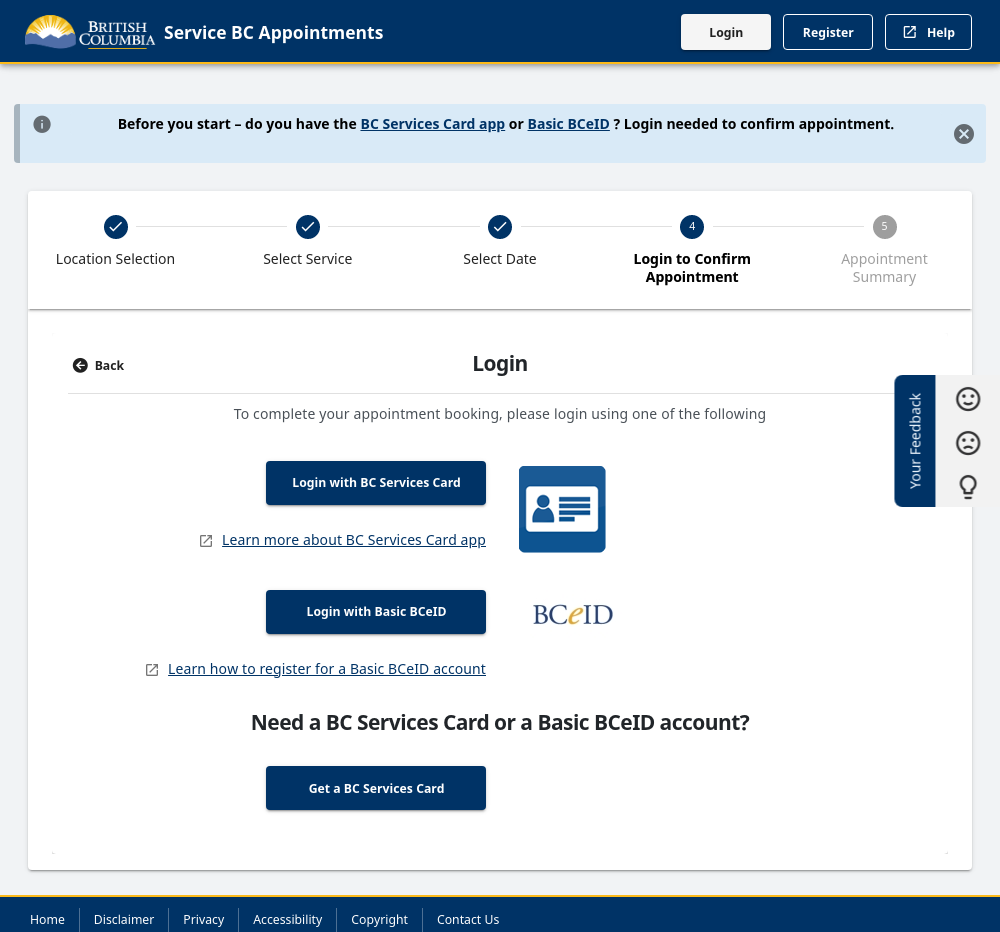 BRITISH
COLUMBIA
Service BC Appointments
Login
Register
Help
Before you start – do you have the BC Services Card app or Basic BCeID ? Login needed to confirm appointment.
4
5
Location Selection
Select Service
Select Date
Login to Confirm
Appointment
Appointment
Summary
Back
Login
To complete your appointment booking, please login using one of the following
Your Feedback
Login with BC Services Card
Learn more about BC Services Card app
Login with Basic BCeID
BCeID
Learn how to register for a Basic BCeID account
Need a BC Services Card or a Basic BCeID account?
Get a BC Services Card
Home
Disclaimer
Privacy
Accessibility
Copyright
Contact Us